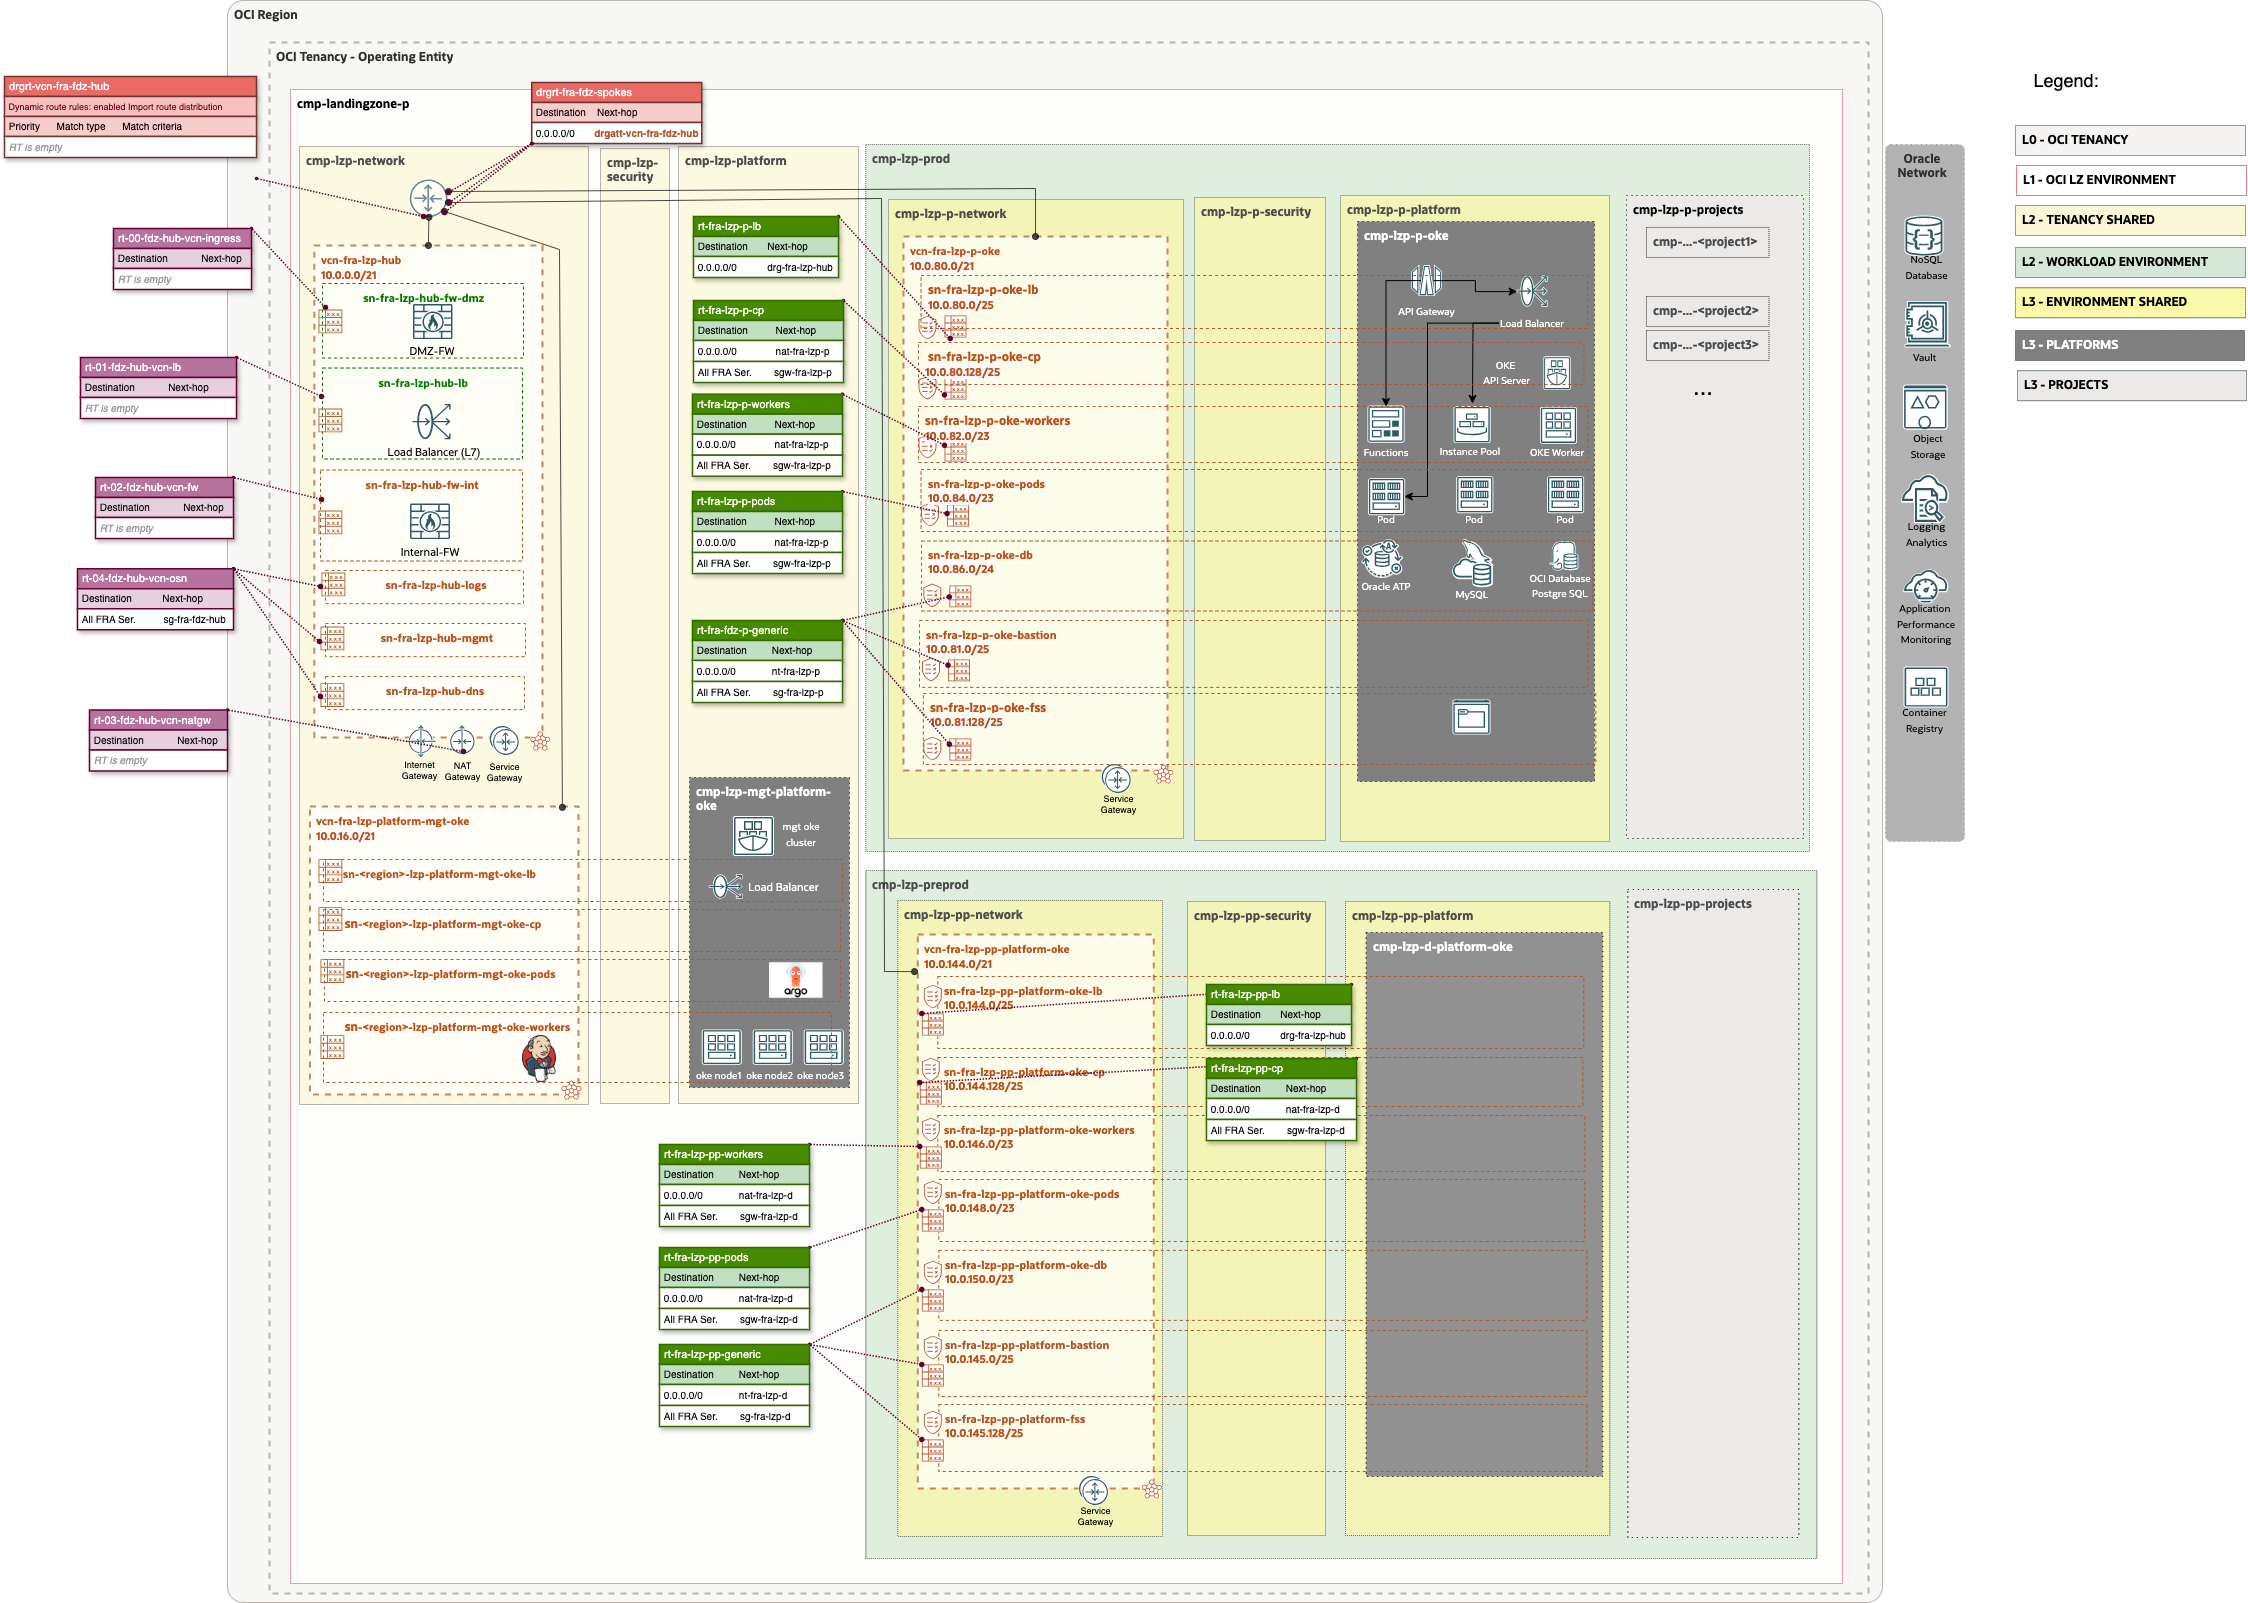 OCI Region
OCI Tenancy - Operating Entity
cmp-landingzone-p
drgrt-vcn-fra-fdz-hub
Dynamic route rules: enabled Import route distribution
Priority Match type Match criteria
RT is empty
drgrt-fra-fdz-spokes
Destination Next-hop
0.0.0.0/0 drgatt-vcn-fra-fdz-hub
rt-00-fdz-hub-vcn-ingress
Destination Next-hop
RT is empty
rt-01-fdz-hub-vcn-lb
Destination Next-hop
RT is empty
rt-02-fdz-hub-vcn-fw
Destination Next-hop
RT is empty
rt-04-fdz-hub-vcn-osn
Destination Next-hop
All FRA Ser. sg-fra-fdz-hub
rt-03-fdz-hub-vcn-natgw
Destination Next-hop
RT is empty
cmp-lzp-network
vcn-fra-lzp-hub
10.0.0.0/21
sn-fra-lzp-hub-fw-dmz
DMZ-FW
sn-fra-lzp-hub-lb
Load Balancer (L7)
sn-fra-lzp-hub-fw-int
Internal-FW
sn-fra-lzp-hub-logs
sn-fra-lzp-hub-mgmt
sn-fra-lzp-hub-dns
Internet
Gateway
NAT
Gateway
Service
Gateway
vcn-fra-lzp-platform-mgt-oke
10.0.16.0/21
sn-<region>-lzp-platform-mgt-oke-lb
sn-<region>-lzp-platform-mgt-oke-cp
sn-<region>-lzp-platform-mgt-oke-pods
sn-<region>-lzp-platform-mgt-oke-workers
cmp-lzp-
security
cmp-lzp-platform
rt-fra-lzp-p-lb
Destination Next-hop
0.0.0.0/0 drg-fra-lzp-hub
rt-fra-lzp-p-cp
Destination Next-hop
0.0.0.0/0 nat-fra-lzp-p
All FRA Ser. sgw-fra-lzp-p
rt-fra-lzp-p-workers
Destination Next-hop
0.0.0.0/0 nat-fra-lzp-p
All FRA Ser. sgw-fra-lzp-p
rt-fra-lzp-p-pods
Destination Next-hop
0.0.0.0/0 nat-fra-lzp-p
All FRA Ser. sgw-fra-lzp-p
rt-fra-fdz-p-generic
Destination Next-hop
0.0.0.0/0 nt-fra-lzp-p
All FRA Ser. sg-fra-lzp-p
cmp-lzp-mgt-platform-
oke
mgt oke
cluster
Load Balancer
argo
oke node1 oke node2 oke node3
cmp-lzp-prod
cmp-lzp-p-network
vcn-fra-lzp-p-oke
10.0.80.0/21
sn-fra-lzp-p-oke-lb
10.0.80.0/25
sn-fra-lzp-p-oke-cp
10.0.80.128/25
sn-fra-lzp-p-oke-workers
10.0.82.0/23
sn-fra-lzp-p-oke-pods
10.0.84.0/23
sn-fra-lzp-p-oke-db
10.0.86.0/24
sn-fra-lzp-p-oke-bastion
10.0.81.0/25
sn-fra-lzp-p-oke-fss
10.0.81.128/25
Service
Gateway
cmp-lzp-p-security
cmp-lzp-p-platform
cmp-lzp-p-oke
API Gateway
Load Balancer
OKE
API Server
Functions
Instance Pool
OKE Worker
Pod
Pod
Pod
Oracle ATP
MySQL
OCI Database
Postgre SQL
cmp-lzp-p-projects
cmp-...-<project1>
cmp-...-<project2>
cmp-...-<project3>
...
cmp-lzp-preprod
cmp-lzp-pp-network
vcn-fra-lzp-pp-platform-oke
10.0.144.0/21
sn-fra-lzp-pp-platform-oke-lb
10.0.144.0/25
sn-fra-lzp-pp-platform-oke-cp
10.0.144.128/25
sn-fra-lzp-pp-platform-oke-workers
10.0.146.0/23
sn-fra-lzp-pp-platform-oke-pods
10.0.148.0/23
sn-fra-lzp-pp-platform-oke-db
10.0.150.0/23
sn-fra-lzp-pp-platform-bastion
10.0.145.0/25
sn-fra-lzp-pp-platform-fss
10.0.145.128/25
Service
Gateway
cmp-lzp-pp-security
rt-fra-lzp-pp-lb
Destination Next-hop
0.0.0.0/0 drg-fra-lzp-hub
rt-fra-lzp-pp-cp
Destination Next-hop
0.0.0.0/0 nat-fra-lzp-d
All FRA Ser. sgw-fra-lzp-d
rt-fra-lzp-pp-workers
Destination Next-hop
0.0.0.0/0 nat-fra-lzp-d
All FRA Ser. sgw-fra-lzp-d
rt-fra-lzp-pp-pods
Destination Next-hop
0.0.0.0/0 nat-fra-lzp-d
All FRA Ser. sgw-fra-lzp-d
rt-fra-lzp-pp-generic
Destination Next-hop
0.0.0.0/0 nt-fra-lzp-d
All FRA Ser. sg-fra-lzp-d
cmp-lzp-pp-platform
cmp-lzp-d-platform-oke
cmp-lzp-pp-projects
Oracle
Network
NoSQL
Database
Vault
Object
Storage
Logging
Analytics
Application
Performance
Monitoring
Container
Registry
Legend:
L0 - OCI TENANCY
L1 - OCI LZ ENVIRONMENT
L2 - TENANCY SHARED
L2 - WORKLOAD ENVIRONMENT
L3 - ENVIRONMENT SHARED
L3 - PLATFORMS
L3 - PROJECTS